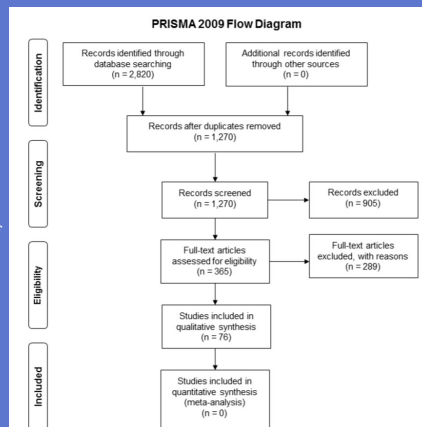 PRISMA 2009 Flow Diagram
Identification
Records identified through
database searching
(n = 2,820)
Additional records identified
through other sources
(n = 0)
Records after duplicates removed
(n = 1,270)
Screening
Records screened
(n = 1,270)
Records excluded
(n = 905)
Eligibility
Full-text articles
assessed for eligibility
(n = 365)
Full-text articles
excluded, with reasons
(n = 289)
Studies included in
qualitative synthesis
(n = 76)
Included
Studies included in
quantitative synthesis
(meta-analysis)
(n = 0)